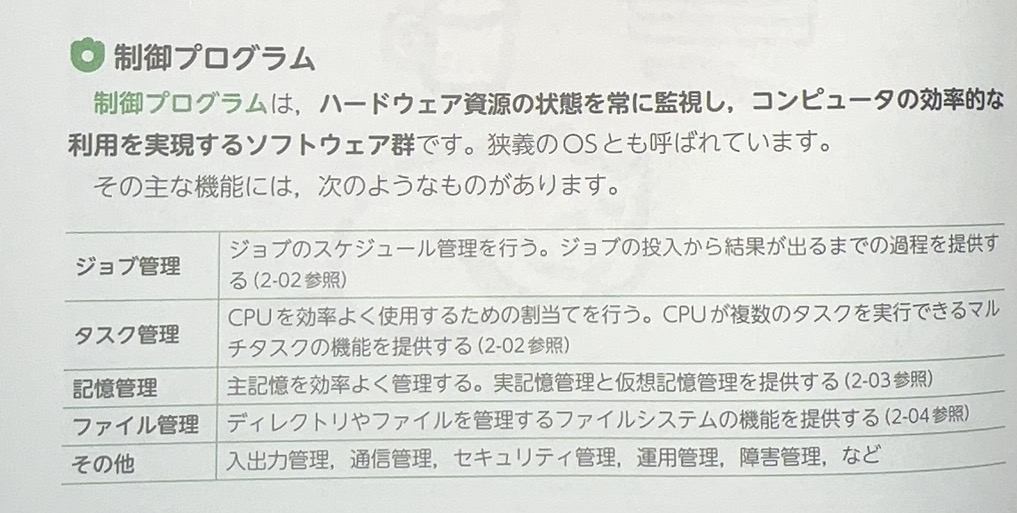 制御プログラム
制御プログラムは，ハードウェア資源の状態を常に監視し，コンピュータの効率的な
利用を実現するソフトウェア群です。狭義のOSとも呼ばれています。
その主な機能には，次のようなものがあります。
ジョブ管理
ジョブのスケジュール管理を行う。ジョブの投入から結果が出るまでの過程を提供す
る(2-02参照)
タスク管理
CPUを効率よく使用するための割当てを行う。CPUが複数のタスクを実行できるマル
チタスクの機能を提供する(2-02参照)
記憶管理
主記憶を効率よく管理する。実記憶管理と仮想記憶管理を提供する(2-03参照)
ファイル管理
ディレクトリやファイルを管理するファイルシステムの機能を提供する(2-04参照)
その他
入出力管理，通信管理，セキュリティ管理，運用管理，障害管理，など